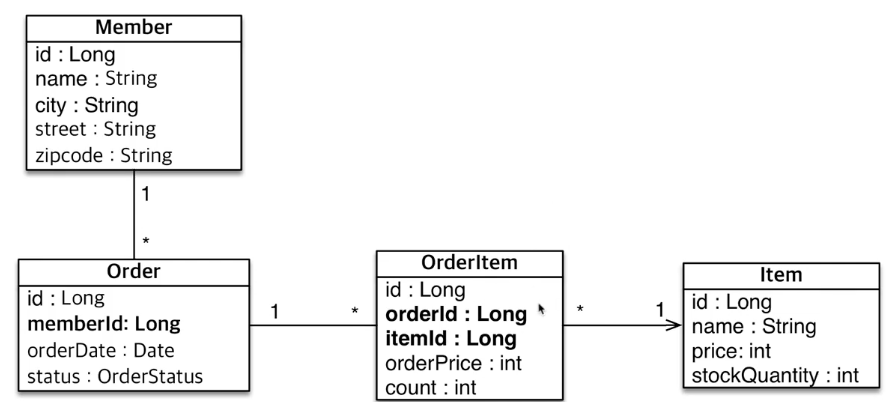 Member
id : Long
name : String
city : String
street : String
zipcode : String
1
*
Order
id : Long
memberId: Long
orderDate : Date
status : OrderStatus
1
*
OrderItem
id : Long
orderId : Long
itemId : Long
orderPrice : int
count : int
*
1
Item
id : Long
name : String
price: int
stockQuantity : int